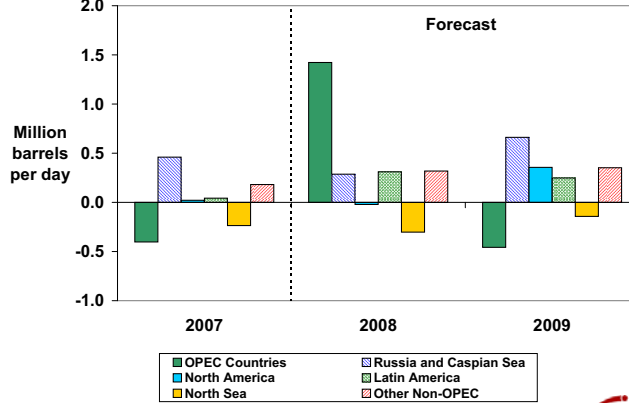 2.0
Forecast
1.5
1.0
Million
barrels
per day
0.5
0.0
-0.5
-1.0
2007 2008 2009
OPEC Countries Russia and Caspian Sea
North America Latin America
North Sea Other Non-OPEC